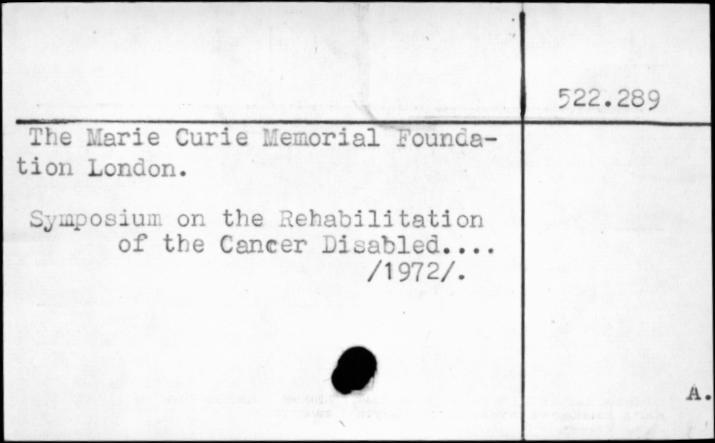 522.289
The Marie Curie Memorial Founda-
tion London.
Symposium on the Rehabilitation
of the Cancer Disabled....
/1972/.
A.